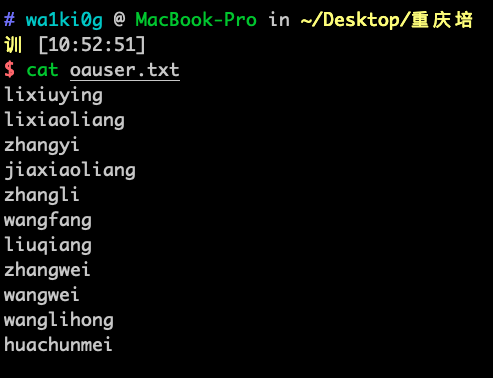 # wa1ki0g @ MacBook-Pro in ~/Desktop/重庆培
训 [10:52:51]
$ cat oauser.txt
lixiuying
lixiaoliang
zhangyi
jiaxiaoliang
zhangli
wangfang
liuqiang
zhangwei
wangwei
wanglihong
huachunmei